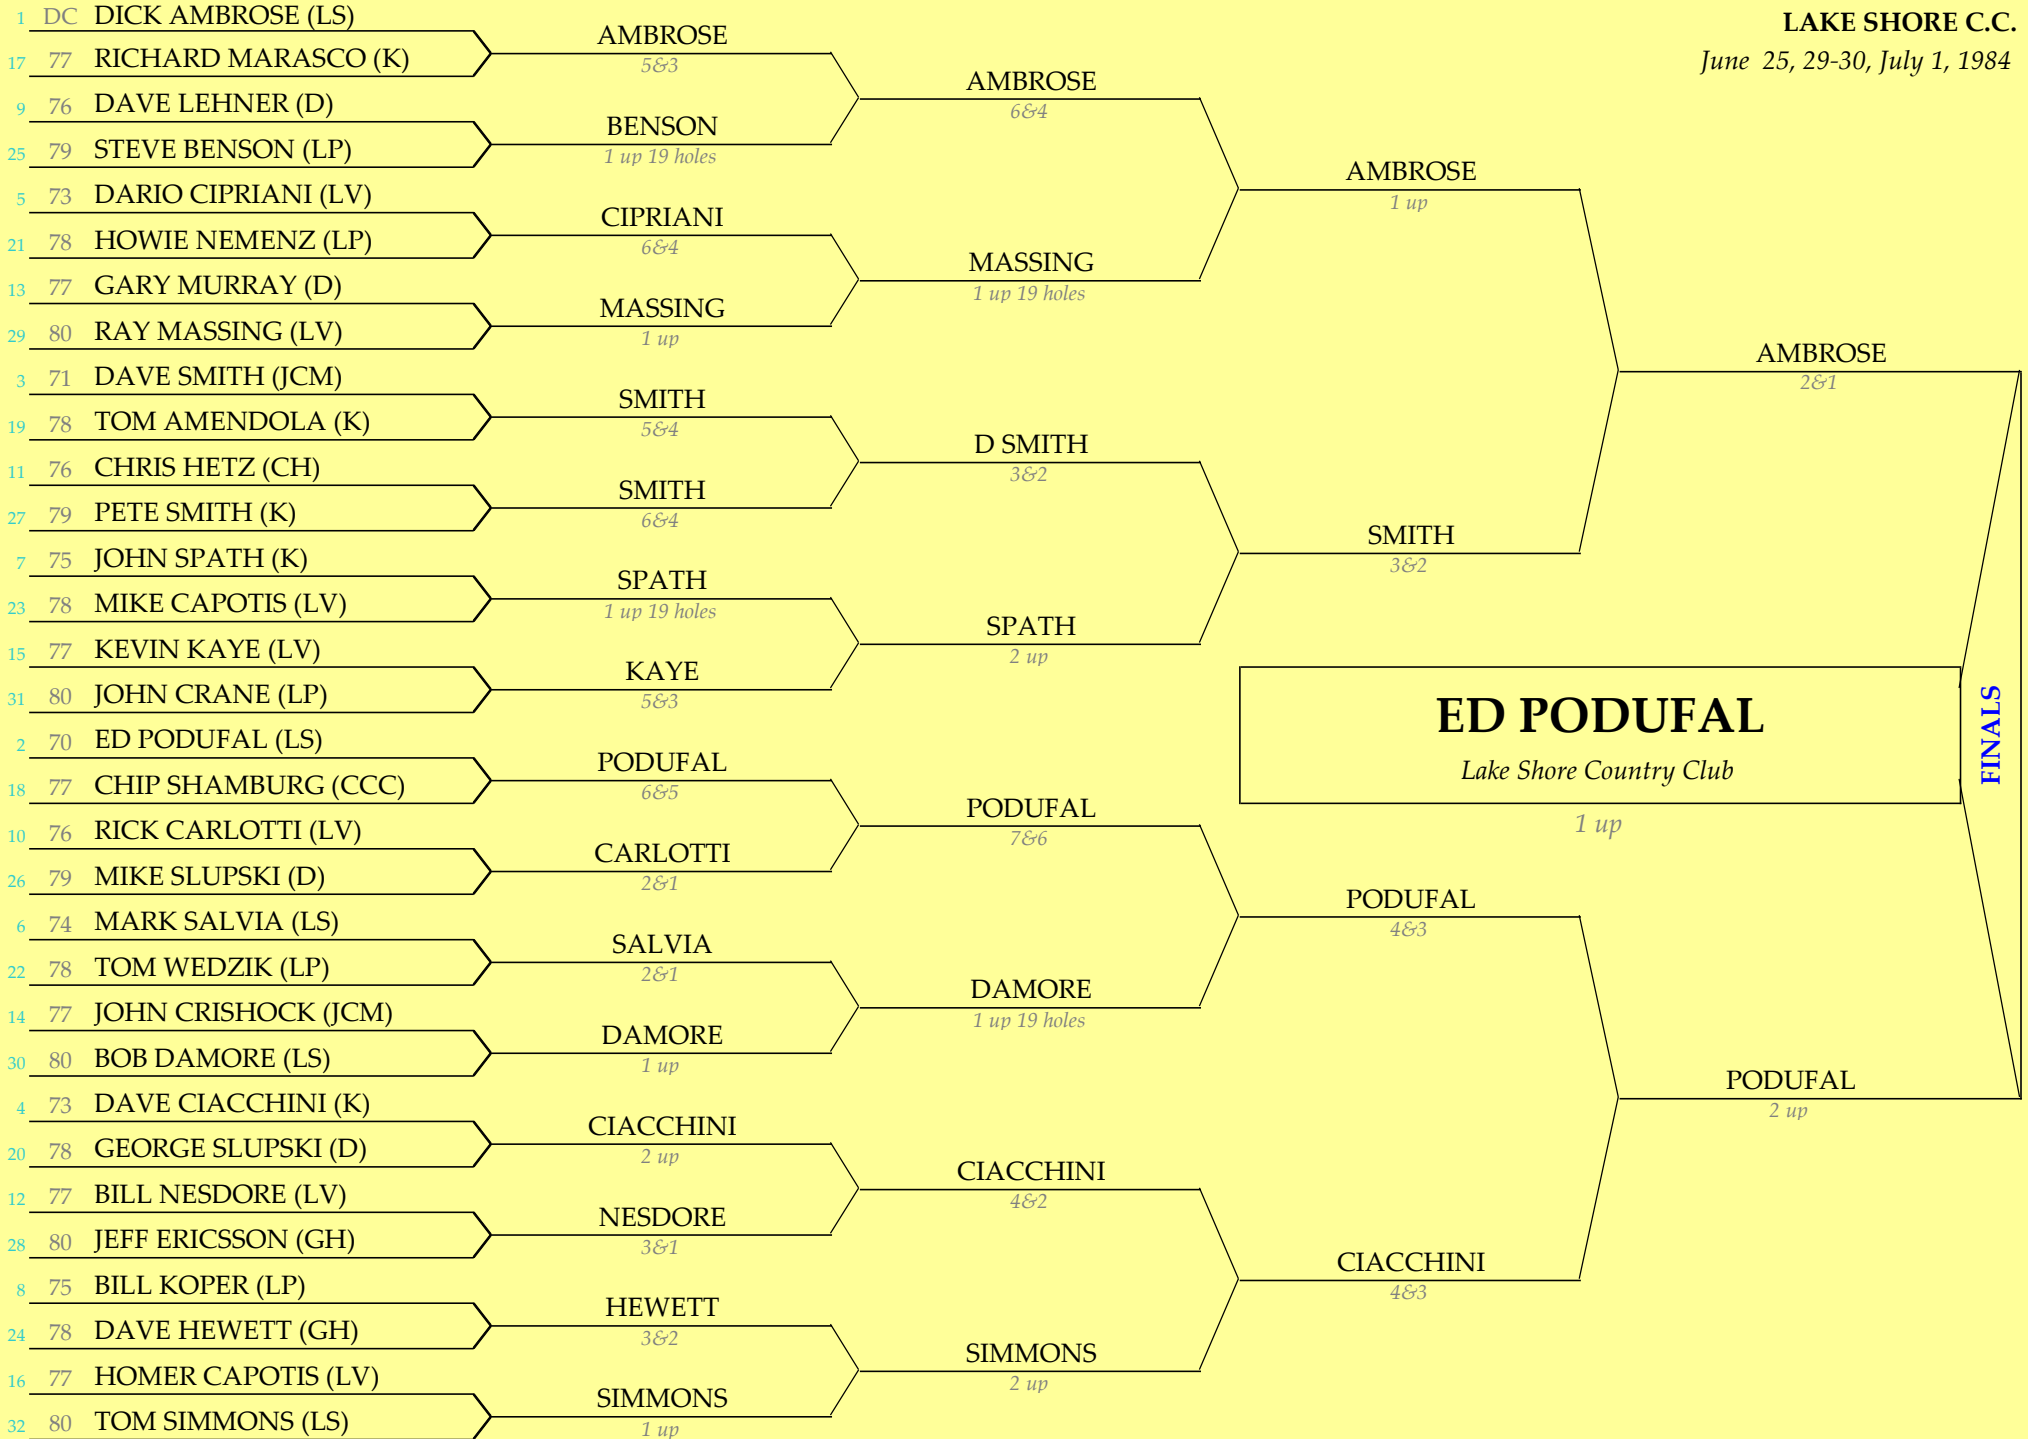 LAKE SHORE C.C.
June 25, 29-30, July 1, 1984
1 DC DICK AMBROSE (LS)
17 77 RICHARD MARASCO (K)
9 76 DAVE LEHNER (D)
25 79 STEVE BENSON (LP)
5 73 DARIO CIPRIANI (LV)
21 78 HOWIE NEMENZ (LP)
13 77 GARY MURRAY (D)
29 80 RAY MASSING (LV)
3 71 DAVE SMITH (JCM)
19 78 TOM AMENDOLA (K)
11 76 CHRIS HETZ (CH)
27 79 PETE SMITH (K)
7 75 JOHN SPATH (K)
23 78 MIKE CAPOTIS (LV)
15 77 KEVIN KAYE (LV)
31 80 JOHN CRANE (LP)
2 70 ED PODUFAL (LS)
18 77 CHIP SHAMBURG (CCC)
10 76 RICK CARLOTTI (LV)
26 79 MIKE SLUPSKI (D)
6 74 MARK SALVIA (LS)
22 78 TOM WEDZIK (LP)
14 77 JOHN CRISHOCK (JCM)
30 80 BOB DAMORE (LS)
4 73 DAVE CIACCHINI (K)
20 78 GEORGE SLUPSKI (D)
12 77 BILL NESDORE (LV)
28 80 JEFF ERICSSON (GH)
8 75 BILL KOPER (LP)
24 78 DAVE HEWETT (GH)
16 77 HOMER CAPOTIS (LV)
32 80 TOM SIMMONS (LS)
AMBROSE
5&3
BENSON
1 up 19 holes
CIPRIANI
6&4
MASSING
1 up
SMITH
5&4
SMITH
6&4
SPATH
1 up 19 holes
KAYE
5&3
PODUFAL
6&5
CARLOTTI
2&1
SALVIA
2&1
DAMORE
1 up
CIACCHINI
2 up
NESDORE
3&1
HEWETT
3&2
SIMMONS
1 up
AMBROSE
6&4
MASSING
1 up 19 holes
D SMITH
3&2
SPATH
2 up
PODUFAL
7&6
DAMORE
1 up 19 holes
CIACCHINI
4&2
SIMMONS
2 up
AMBROSE
1 up
SMITH
3&2
PODUFAL
4&3
CIACCHINI
4&3
AMBROSE
2&1
PODUFAL
2 up
ED PODUFAL
Lake Shore Country Club
1 up
FINALS